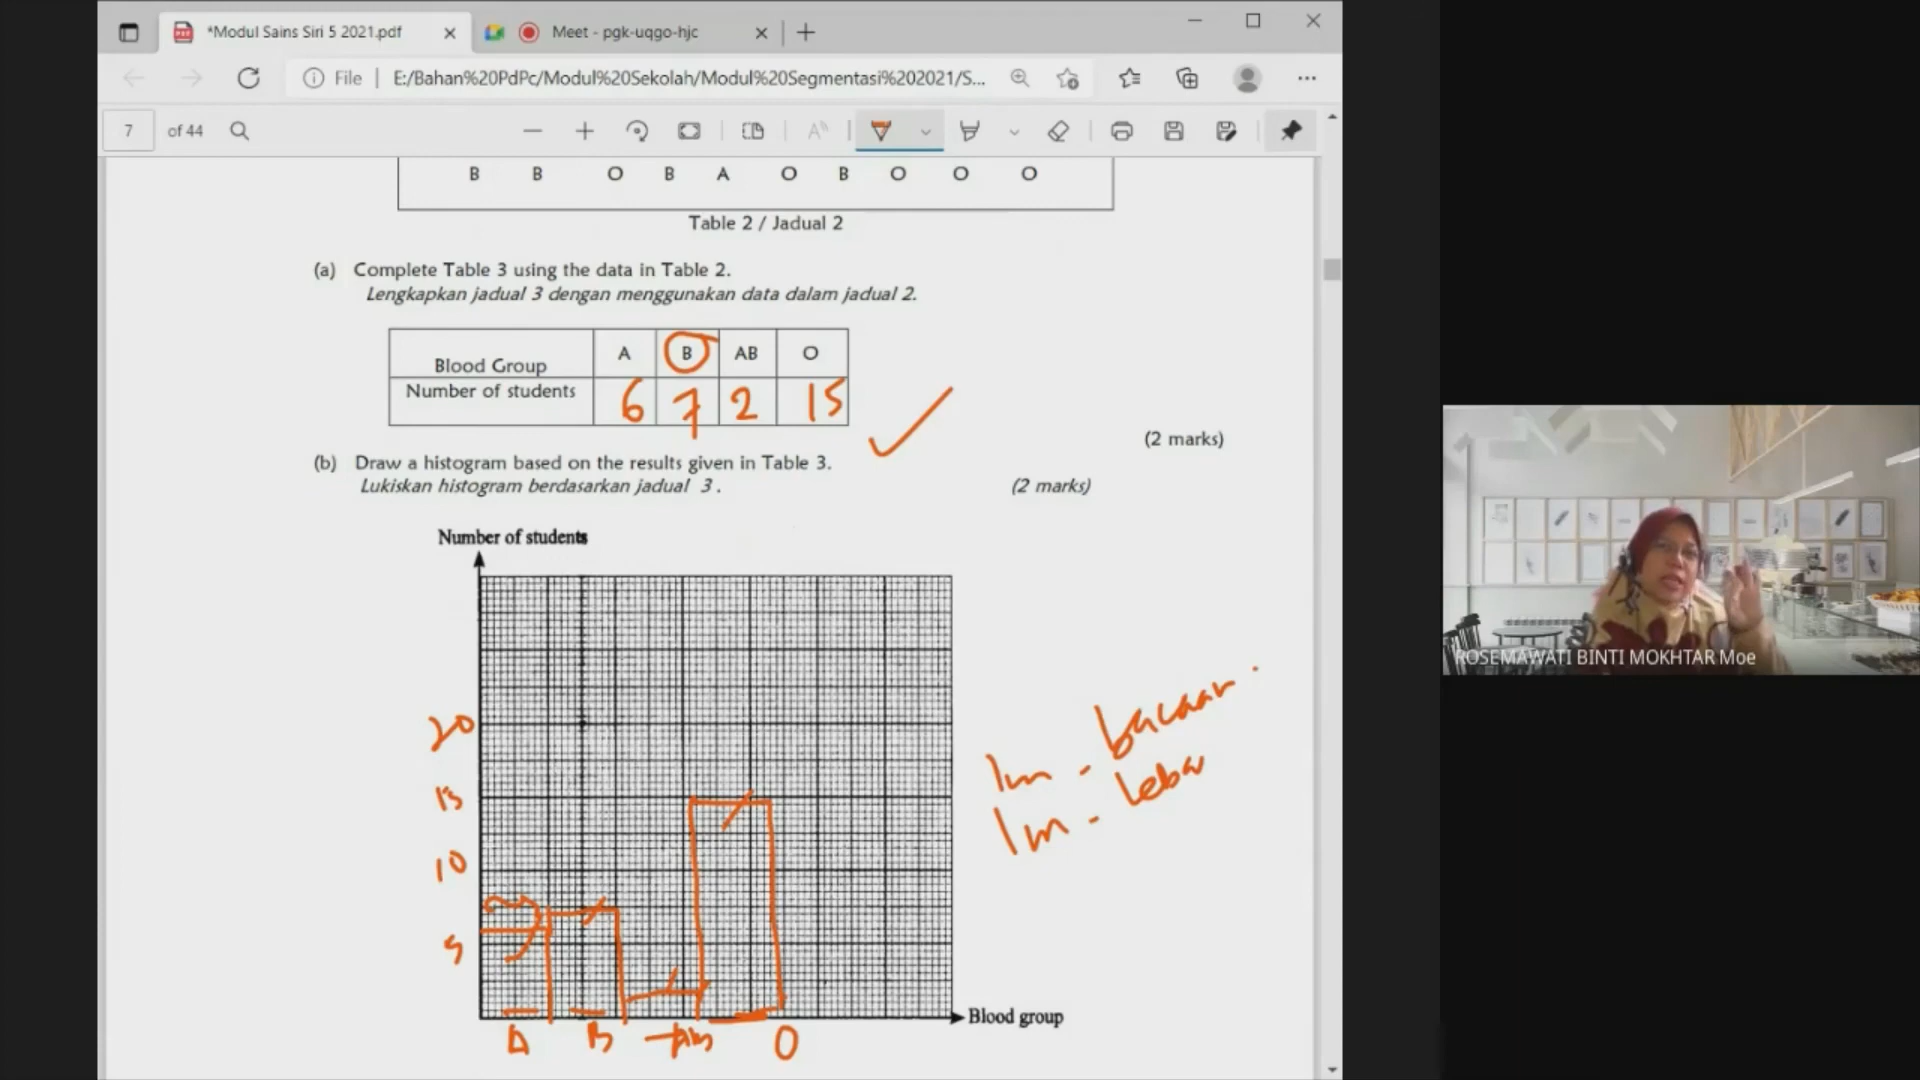 *Modul Sains Siri 5 2021.pdf
Meet - pgk-uqgo-hjc
File
E:/Bahan%20PdPc/Modul%20Sekolah/Modul%20Segmentasi%202021/S...
7 of 44
B B O B A O B O O O
Table 2 / Jadual 2
(a) Complete Table 3 using the data in Table 2.
Lengkapkan jadual 3 dengan menggunakan data dalam jadual 2.
Blood Group A B AB O
Number of students 6 7 2 15
(2 marks)
(b) Draw a histogram based on the results given in Table 3.
Lukiskan histogram berdasarkan jadual 3 .
(2 marks)
Number of students
20
15
10
5
1m - bacaan
1m - lebar
Blood group
A B AB O
ROSEMAWATI BINTI MOKHTAR Moe